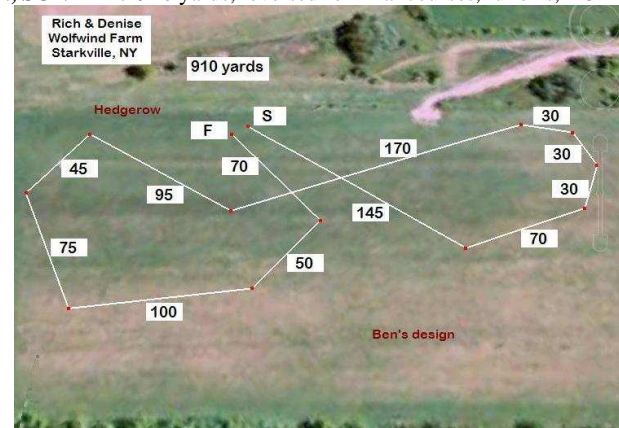 Rich & Denise
Wolfwind Farm
Starkville, NY
910 yards
Hedgerow
F
S
30
30
30
170
70
45
95
145
70
75
50
100
Ben's design